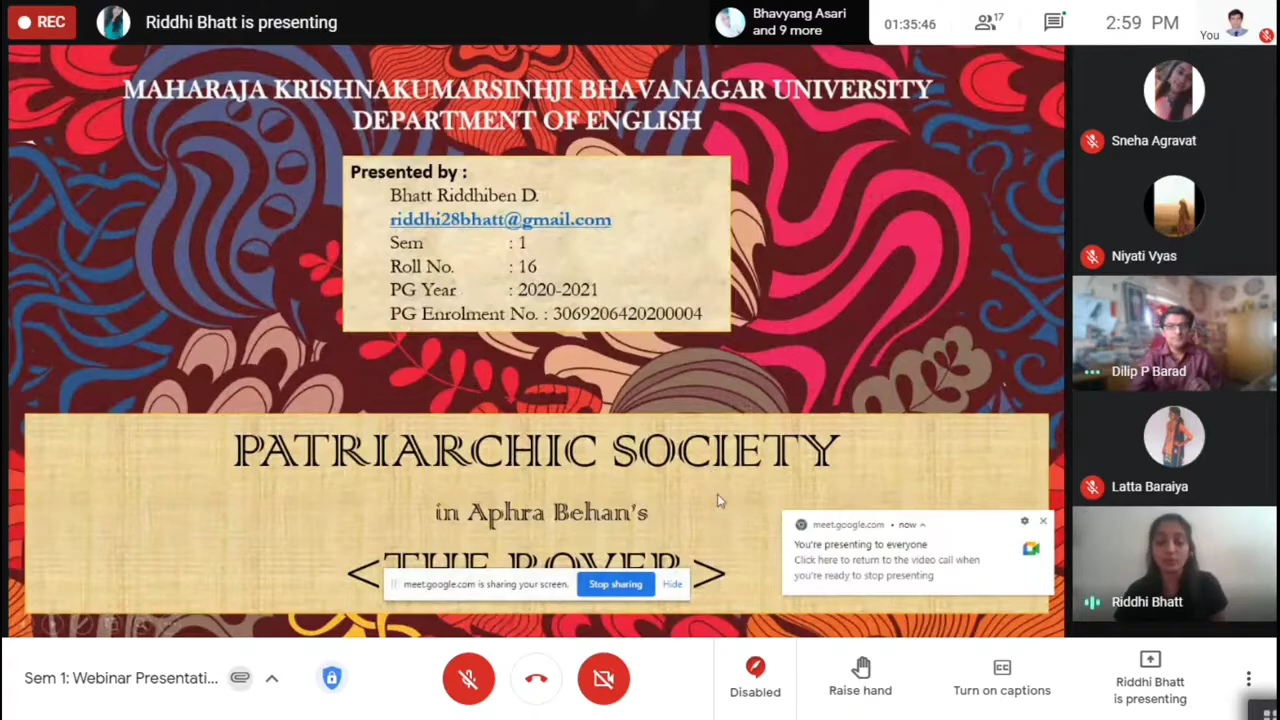 REC
Riddhi Bhatt is presenting
Bhavyang Asari
and 9 more
01:35:46
17
2:59 PM
You
MAHARAJA KRISHNAKUMARSINHJI BHAVANAGAR UNIVERSITY
DEPARTMENT OF ENGLISH
Presented by :
Bhatt Riddhiben D.
riddhi28bhatt@gmail.com
Sem : 1
Roll No. : 16
PG Year : 2020-2021
PG Enrolment No. : 3069206420200004
PATRIARCHIC SOCIETY
in Aphra Behan's
<THE ROVER>
meet.google.com is sharing your screen.
Stop sharing
Hide
meet.google.com • now
You're presenting to everyone
Click here to return to the video call when
you're ready to stop presenting
Sneha Agravat
Niyati Vyas
Dilip P Barad
Latta Baraiya
Riddhi Bhatt
Sem 1: Webinar Presentati...
Disabled
Raise hand
Turn on captions
Riddhi Bhatt
is presenting